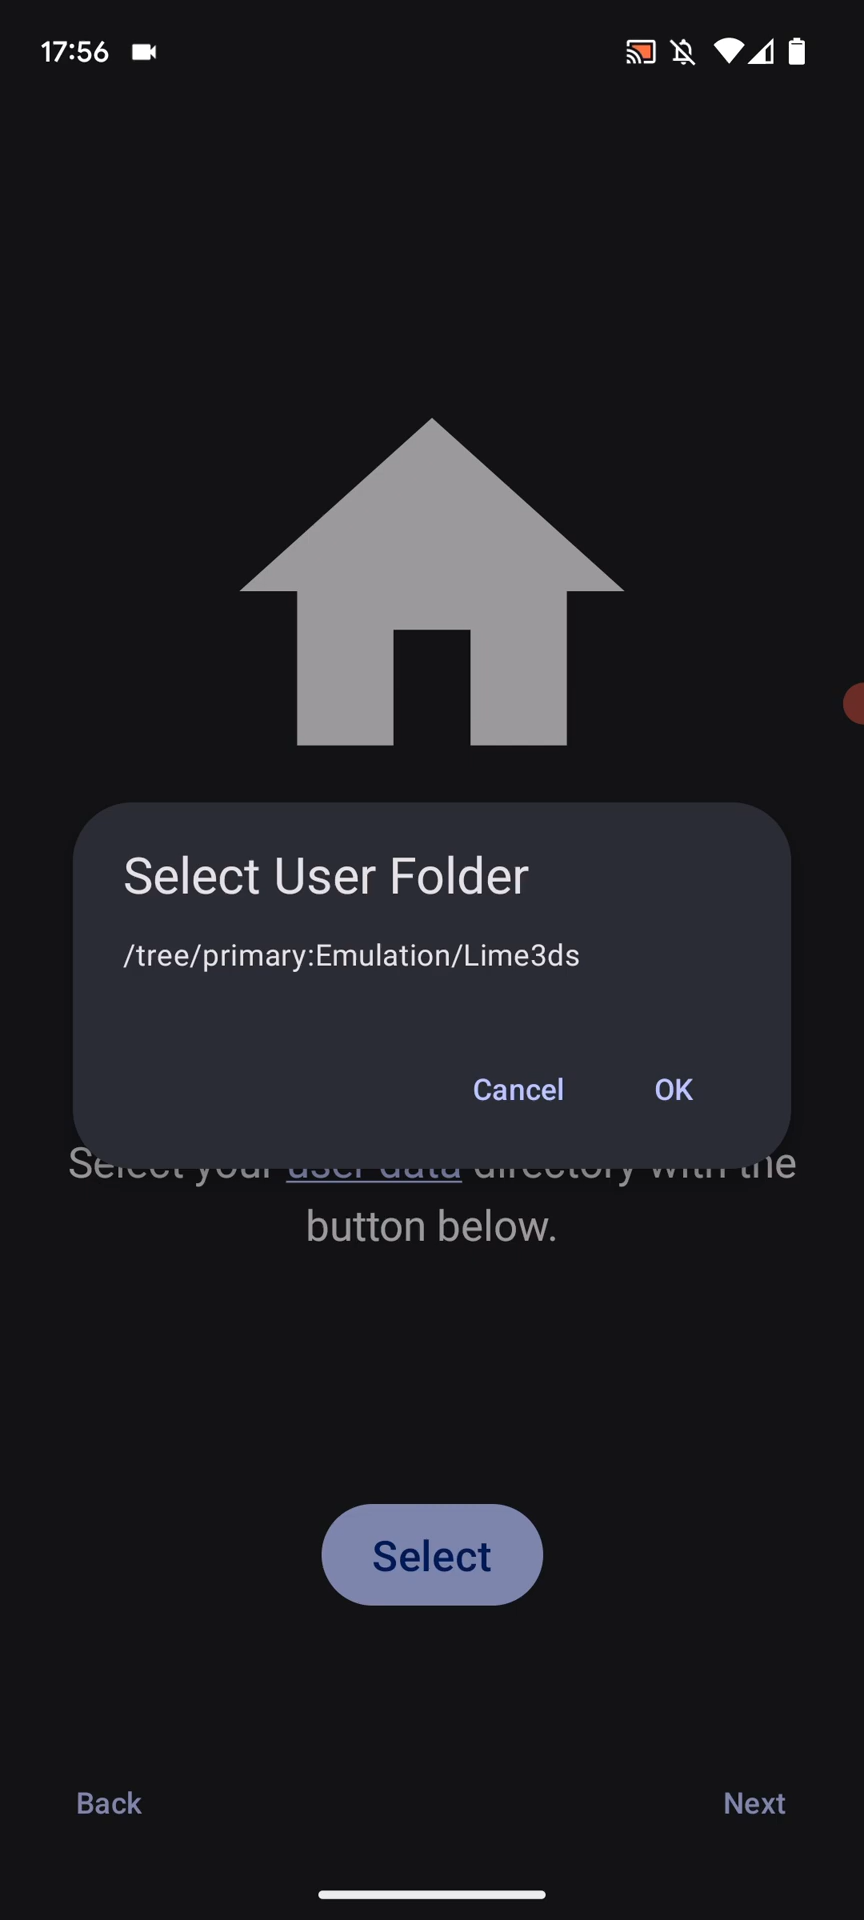 17:56
Select User Folder
/tree/primary:Emulation/Lime3ds
Cancel OK
Select your user data directory with the
button below.
Select
Back Next